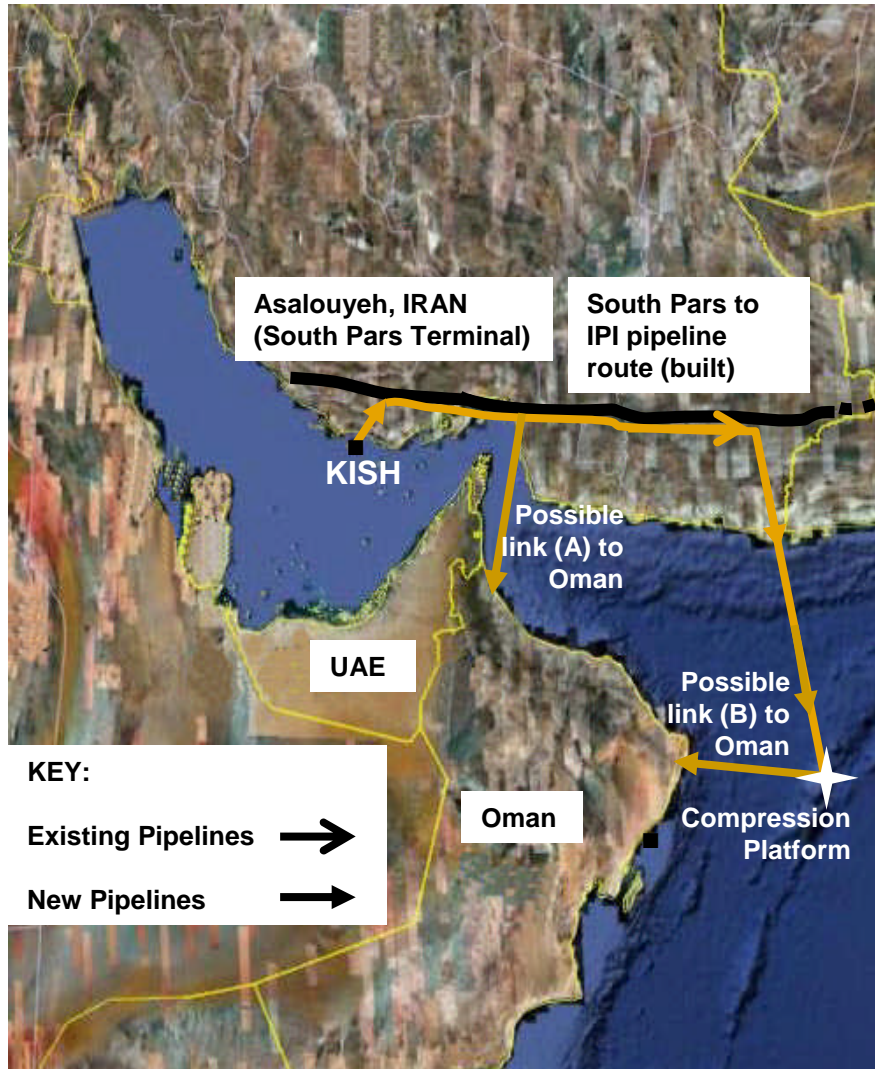 Asalouyeh, IRAN
(South Pars Terminal)
South Pars to
IPI pipeline
route (built)
KISH
Possible
link (A) to
Oman
UAE
Possible
link (B) to
Oman
KEY:
Oman
Compression
Platform
Existing Pipelines
New Pipelines